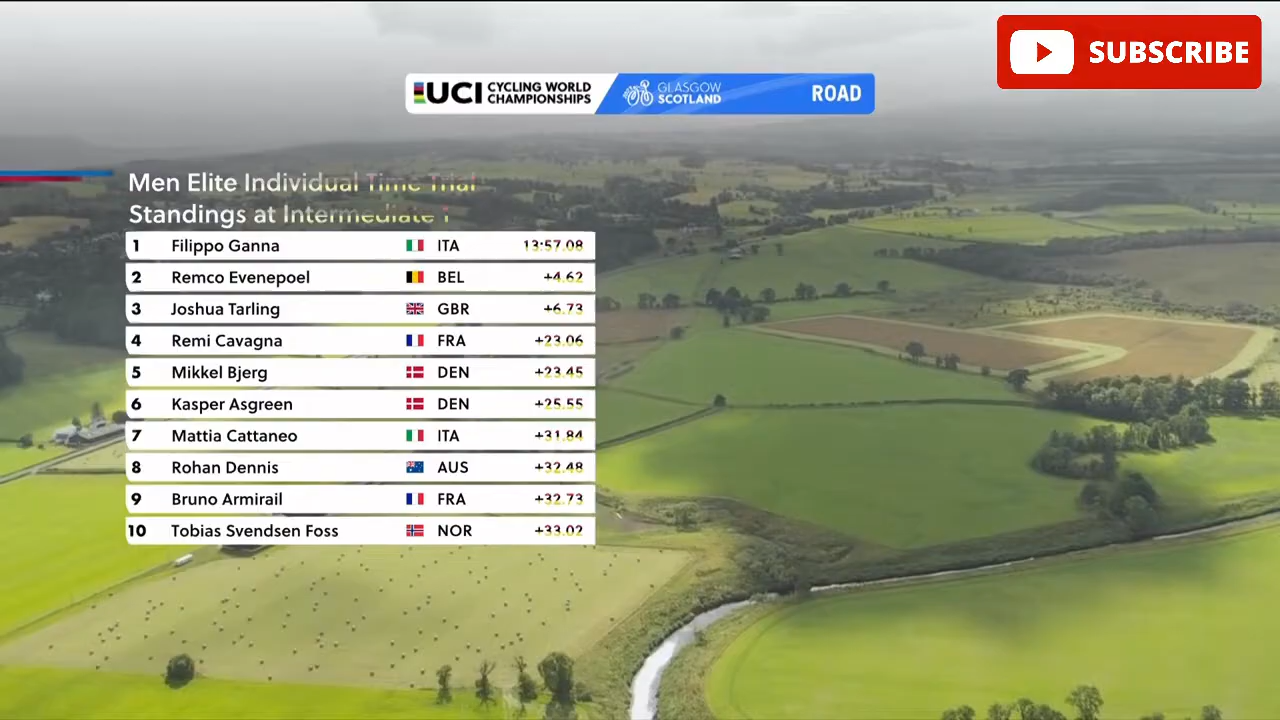 SUBSCRIBE
UCI CYCLING WORLD CHAMPIONSHIPS GLASGOW SCOTLAND ROAD
Men Elite Individual Time Trial
Standings at Intermediate 1
1 Filippo Ganna ITA 13:57.08
2 Remco Evenepoel BEL +4.62
3 Joshua Tarling GBR +6.73
4 Remi Cavagna FRA +23.06
5 Mikkel Bjerg DEN +23.45
6 Kasper Asgreen DEN +25.55
7 Mattia Cattaneo ITA +31.84
8 Rohan Dennis AUS +32.48
9 Bruno Armirail FRA +32.73
10 Tobias Svendsen Foss NOR +33.02